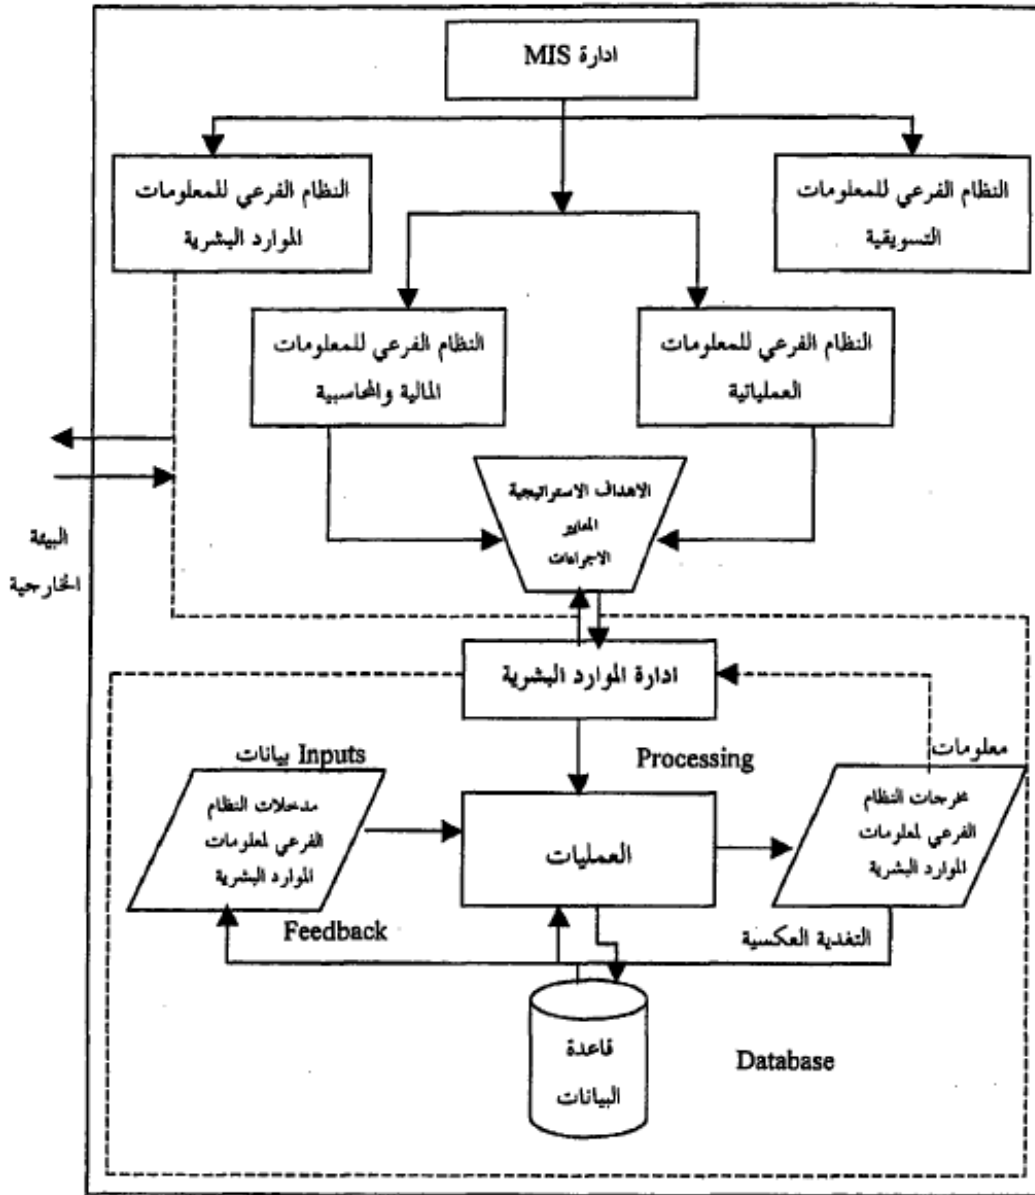 ادارة MIS
النظام الفرعي للمعلومات
الموارد البشرية
النظام الفرعي للمعلومات
التسويقية
النظام الفرعي للمعلومات
المالية والمحاسبية
النظام الفرعي للمعلومات
العملياتية
الاهداف الاستراتيجية
المعايير
الاجراءات
البيئة
الخارجية
ادارة الموارد البشرية
بيانات Inputs
Processing
معلومات
مدخلات النظام
الفرعي لمعلومات
الموارد البشرية
العمليات
مخرجات النظام
الفرعي لمعلومات
الموارد البشرية
Feedback
التغذية العكسية
قاعدة
البيانات
Database